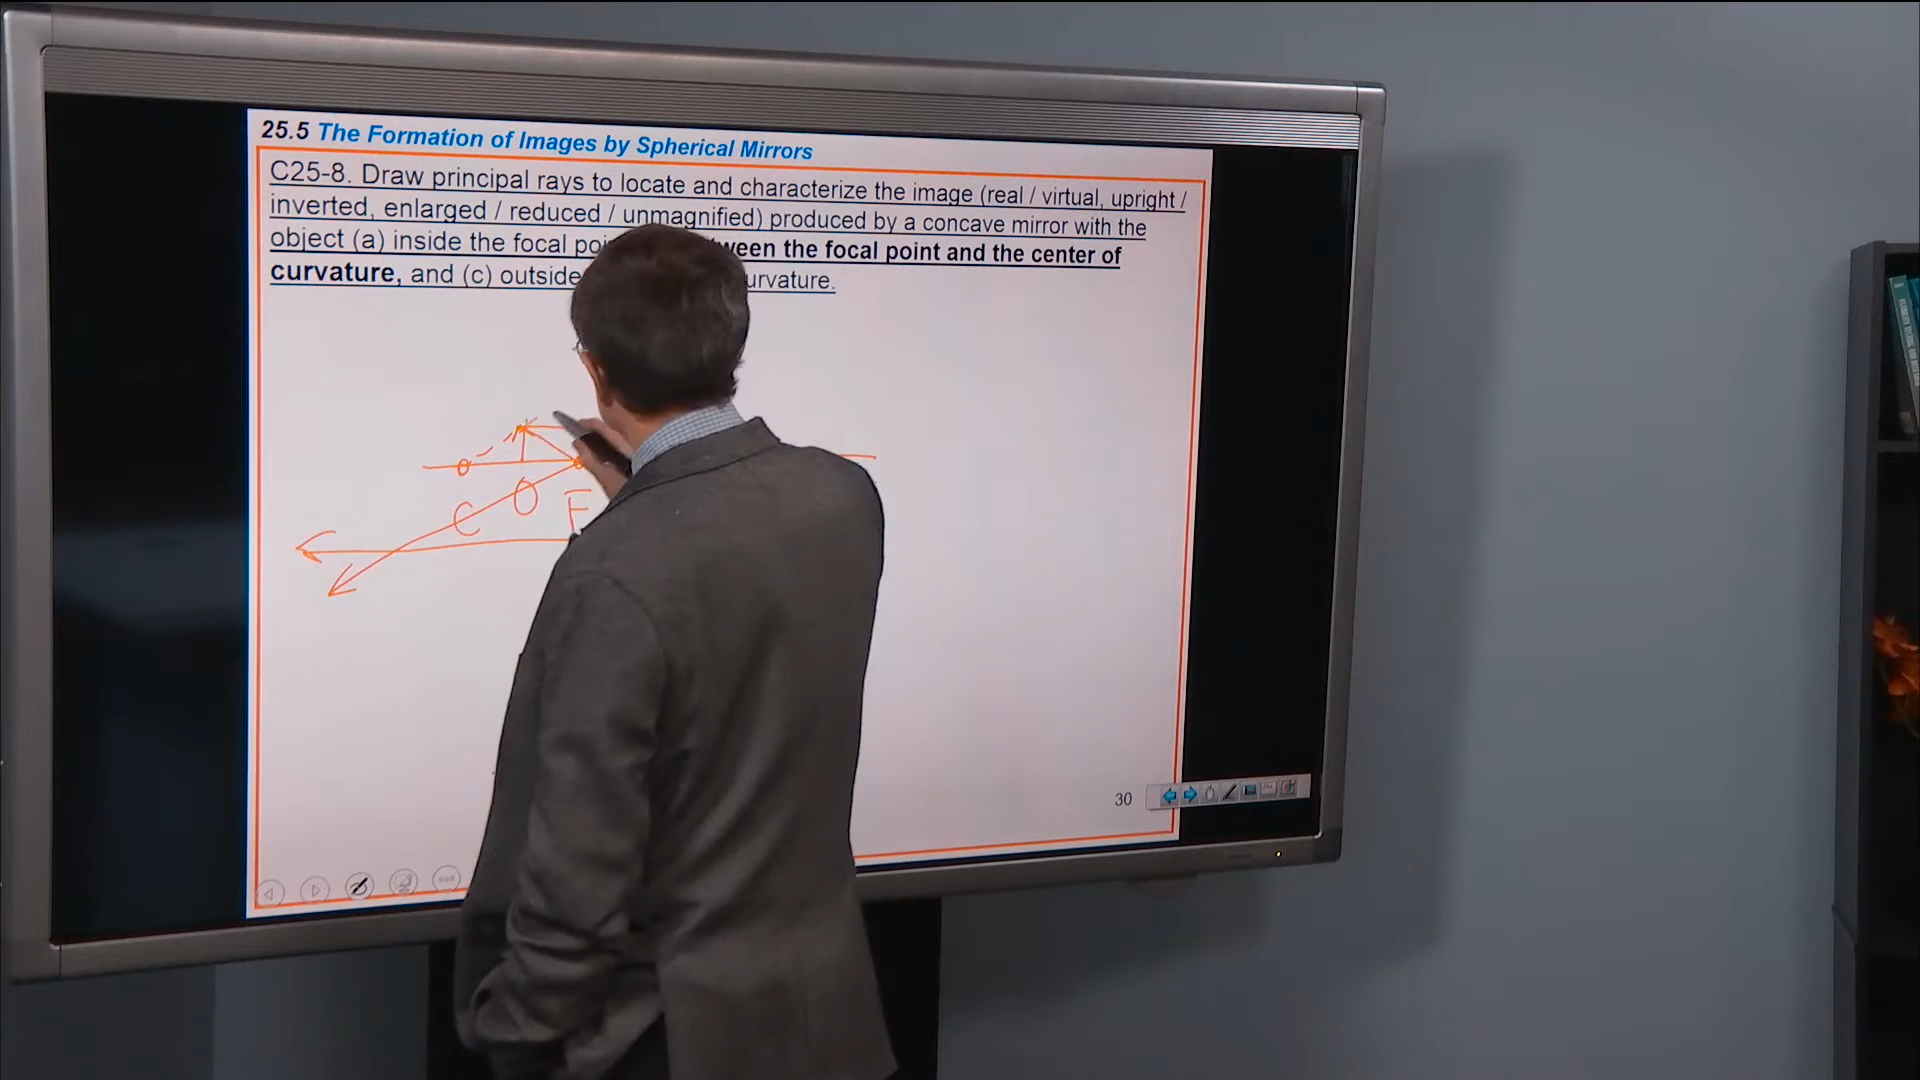 25.5 The Formation of Images by Spherical Mirrors
C25-8. Draw principal rays to locate and characterize the image (real / virtual, upright /
inverted, enlarged / reduced / unmagnified) produced by a concave mirror with the
object (a) inside the focal poi ween the focal point and the center of
curvature, and (c) outside urvature.
C O F
30